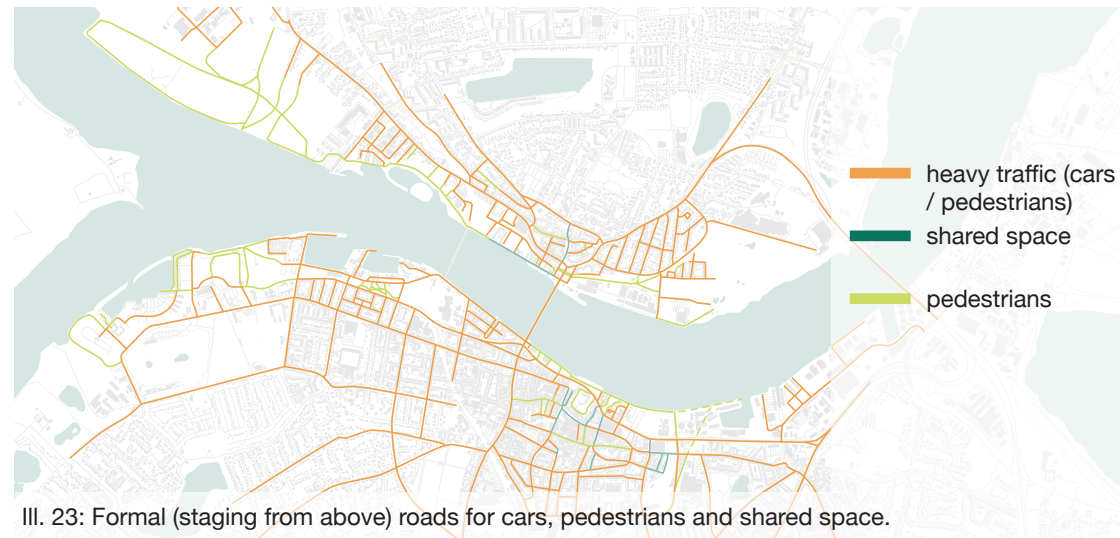 heavy traffic (cars
/ pedestrians)
shared space
pedestrians
III. 23: Formal (staging from above) roads for cars, pedestrians and shared space.